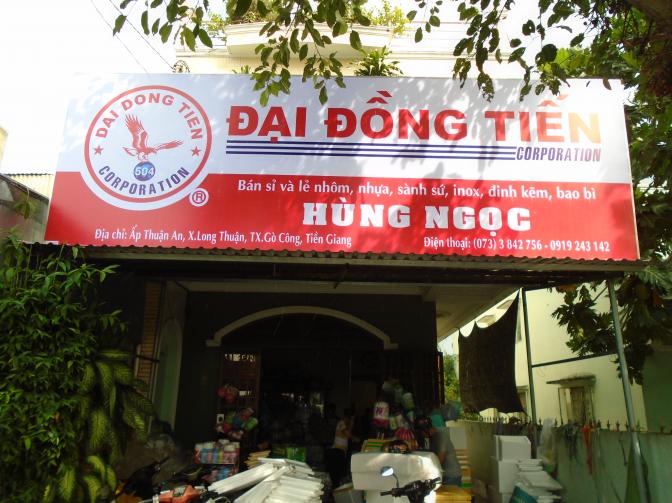 DAI DONG TIEN
504
CORPORATION
®
ĐẠI ĐỒNG TIẾN
CORPORATION
Bán sỉ và lẻ nhôm, nhựa, sành sứ, inox, đinh kẽm, bao bì
HÙNG NGỌC
Địa chỉ: Ấp Thuận An, X.Long Thuận, TX.Gò Công, Tiền Giang
Điện thoại: (073) 3 842 756 - 0919 243 142